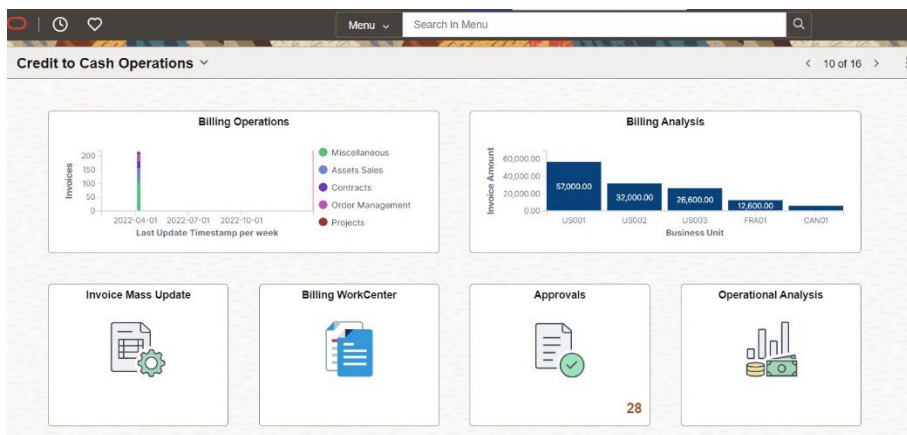 Menu
Search in Menu
Credit to Cash Operations
10 of 16
Billing Operations
Invoices
200
150
100
50
0
2022-04-01 2022-07-01 2022-10-01
Last Update Timestamp per week
Miscellaneous
Assets Sales
Contracts
Order Management
Projects
Billing Analysis
Invoice Amount
60,000.00
40,000.00
20,000.00
0.00
57,000.00
32,000.00
26,600.00
12,600.00
US001 US002 US003 FRA01 CAN01
Business Unit
Invoice Mass Update
Billing WorkCenter
Approvals
28
Operational Analysis